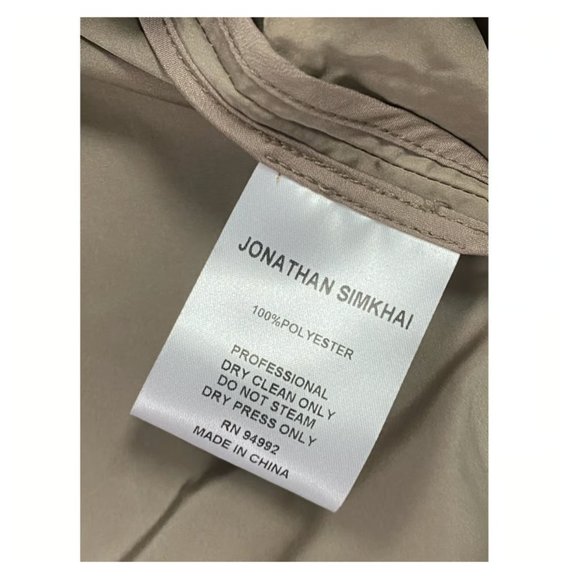 JONATHAN SIMKHAI
100%POLYESTER
PROFESSIONAL
DRY CLEAN ONLY
DO NOT STEAM
DRY PRESS ONLY
RN 94992
MADE IN CHINA